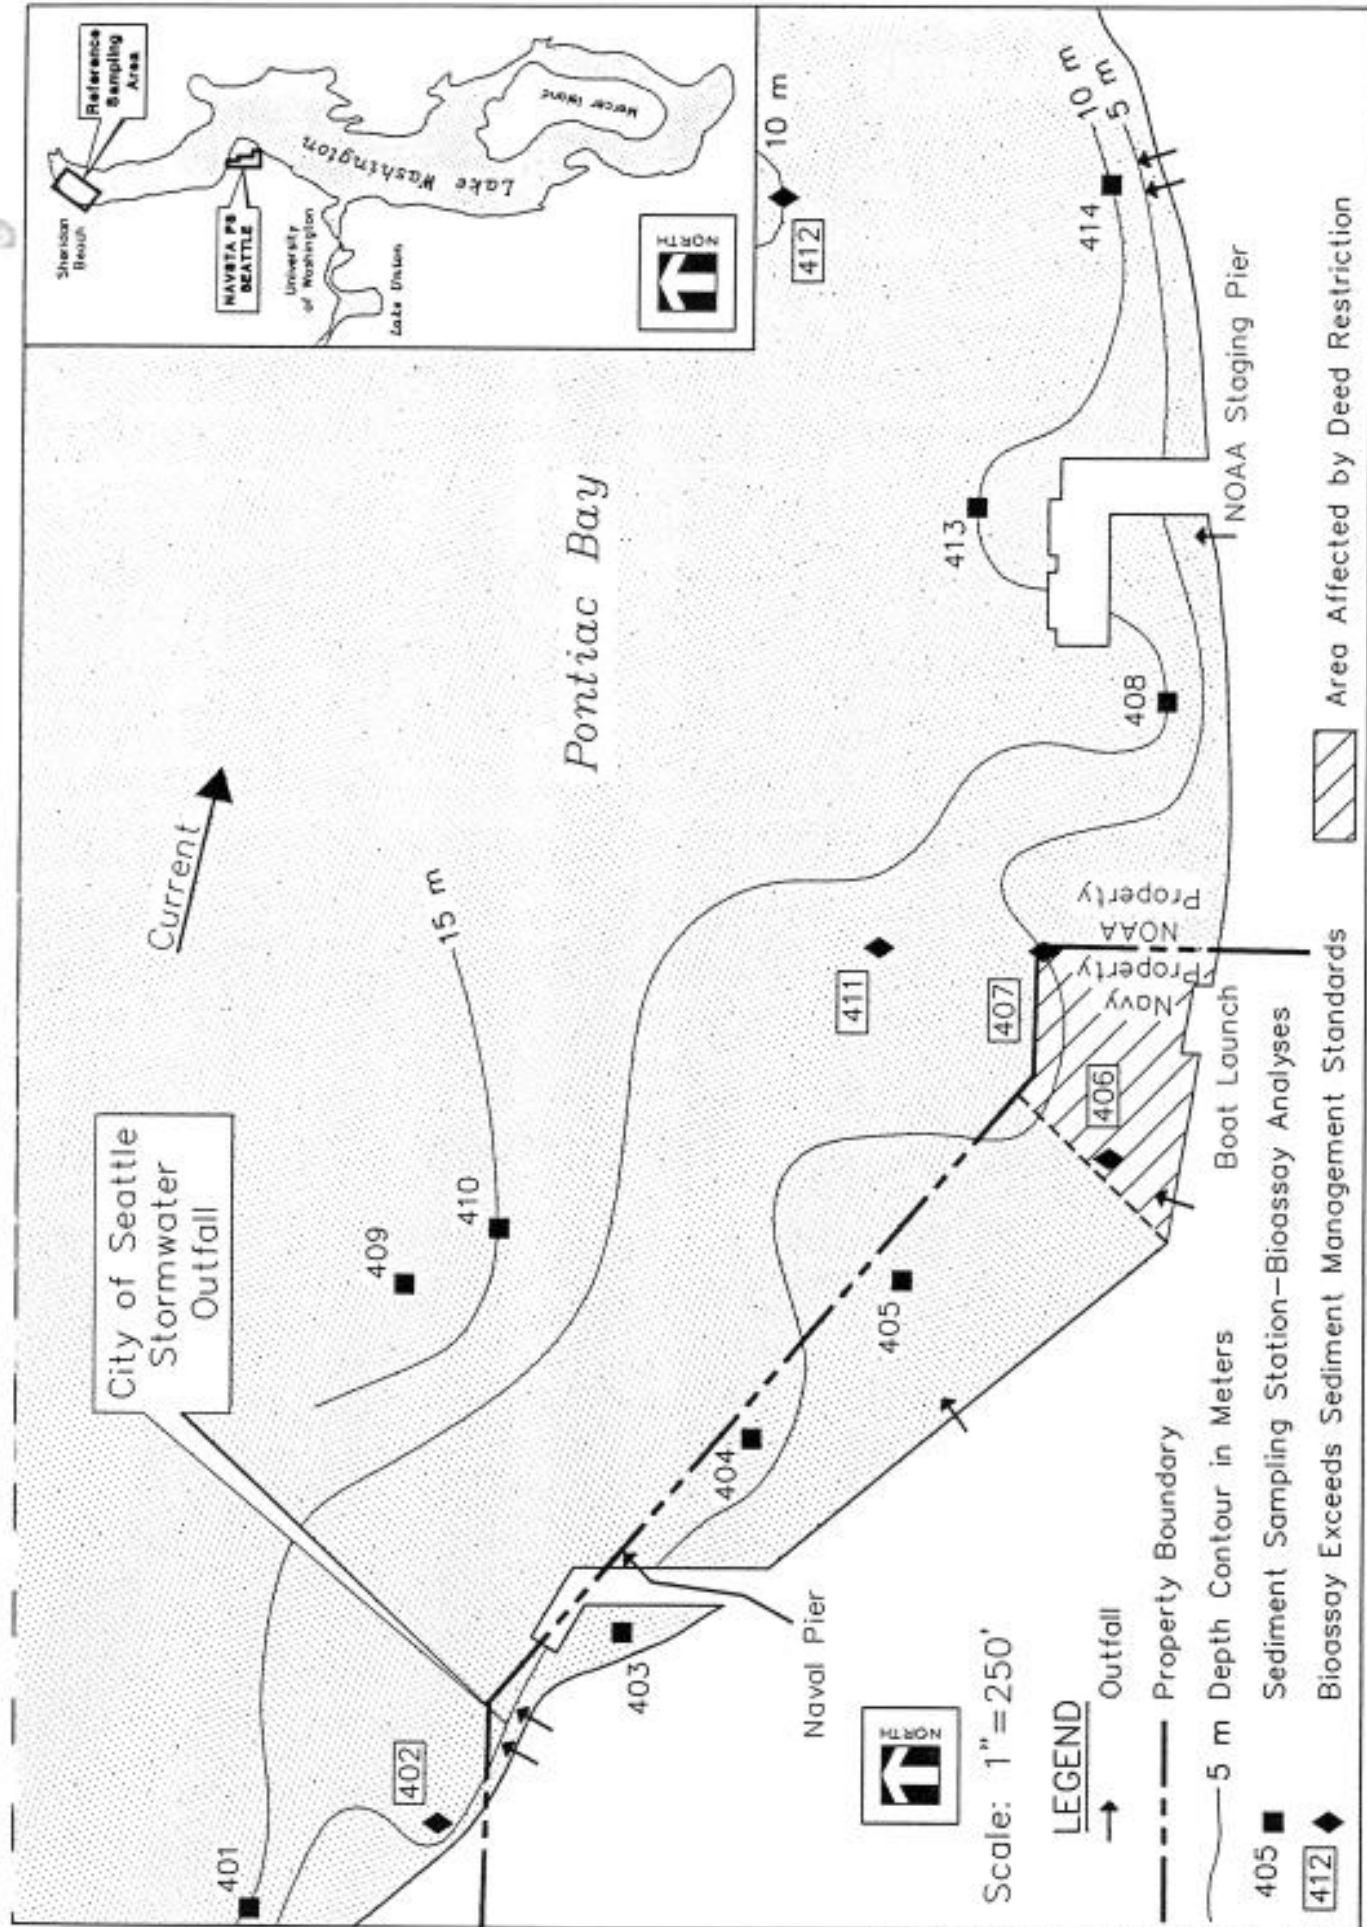 Reference
Sampling
Area
Sheridan
Beach
NAVSTA PS
SEATTLE
University
of Washington
Lake Union
Lake Washington
Mercer Island
NORTH
10 m
412
10 m
5 m
414
Current
Pontiac Bay
15 m
City of Seattle
Stormwater
Outfall
409
410
413
NOAA Staging Pier
408
411
407
NOAA
Property
Navy
Property
406
Boat Launch
405
404
403
402
401
Naval Pier
NORTH
Scale: 1"=250'
LEGEND
Outfall
Property Boundary
5 m Depth Contour in Meters
405 Sediment Sampling Station-Bioassay Analyses
412 Bioassay Exceeds Sediment Management Standards
Area Affected by Deed Restriction